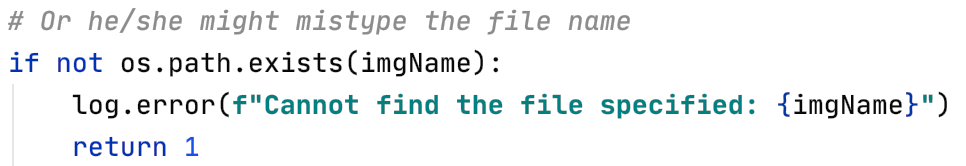 # Or he/she might mistype the file name
if not os.path.exists(imgName):
    log.error(f"Cannot find the file specified: {imgName}")
    return 1